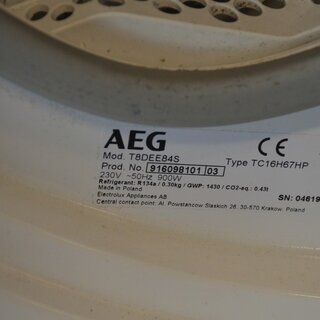 AEG
CE
Mod. T8DEE84S
Type TC16H67HP
Prod. No. 916098101 03
230V ~50Hz 900W
Refrigerant: R134a / 0.30kg / GWP: 1430 / CO2-eq.: 0.43t
Made in Poland
SN: 04619
Electrolux Appliances AB
Central contact point: Al. Powstancow Slaskich 26, 30-570 Krakow, Poland